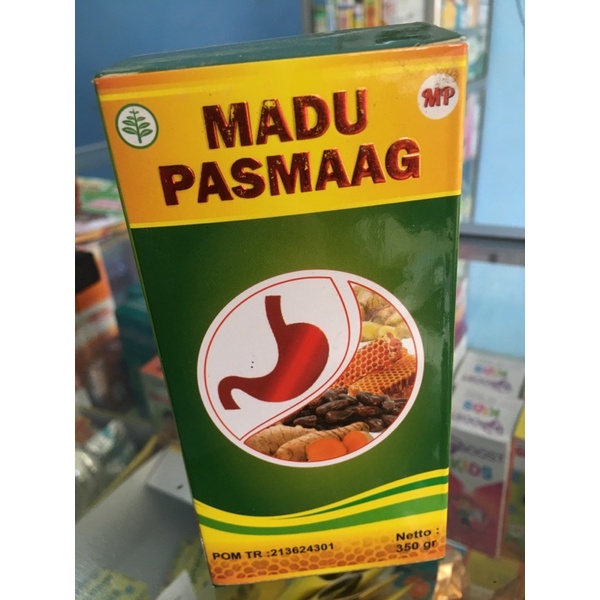 MP
MADU
PASMAAG
POM TR :213624301
Netto :
350 gr